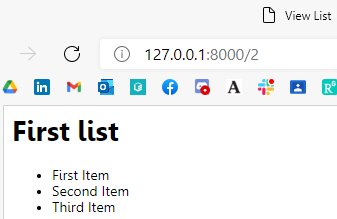 View List
127.0.0.1:8000/2
First list
First Item
Second Item
Third Item